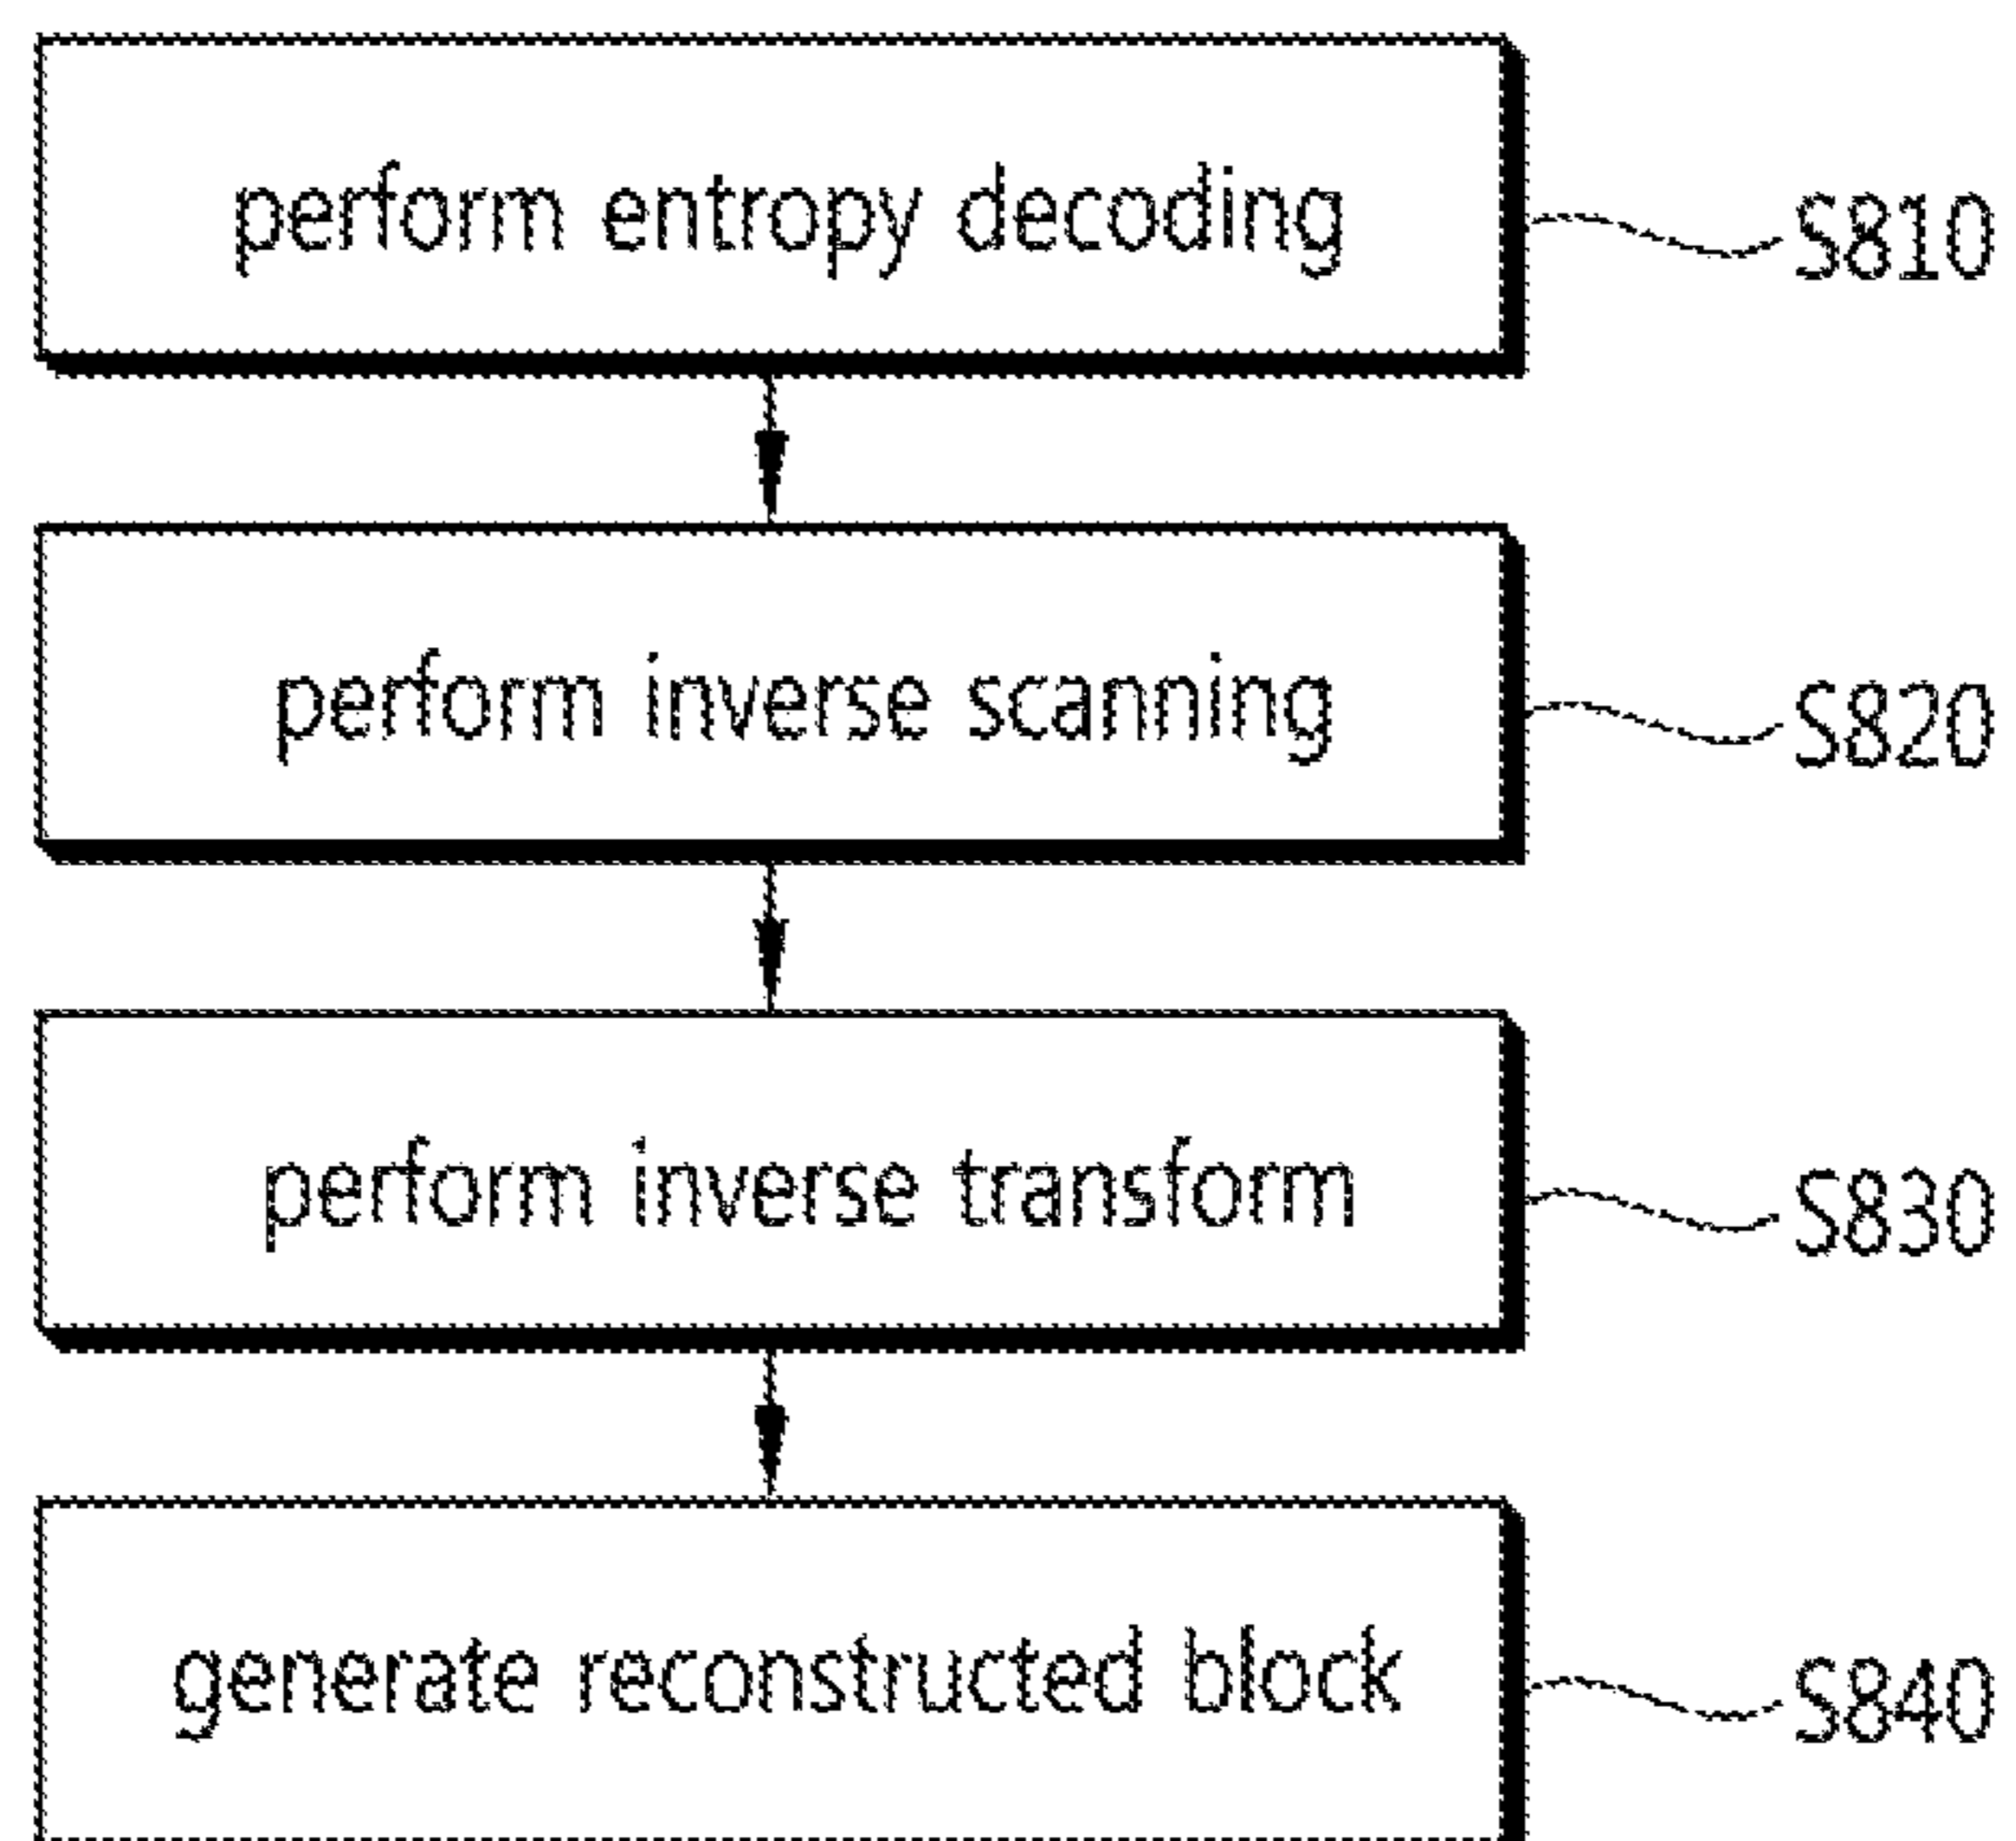 perform entropy decoding
S810
perform inverse scanning
S820
perform inverse transform
S830
generate reconstructed block
S840